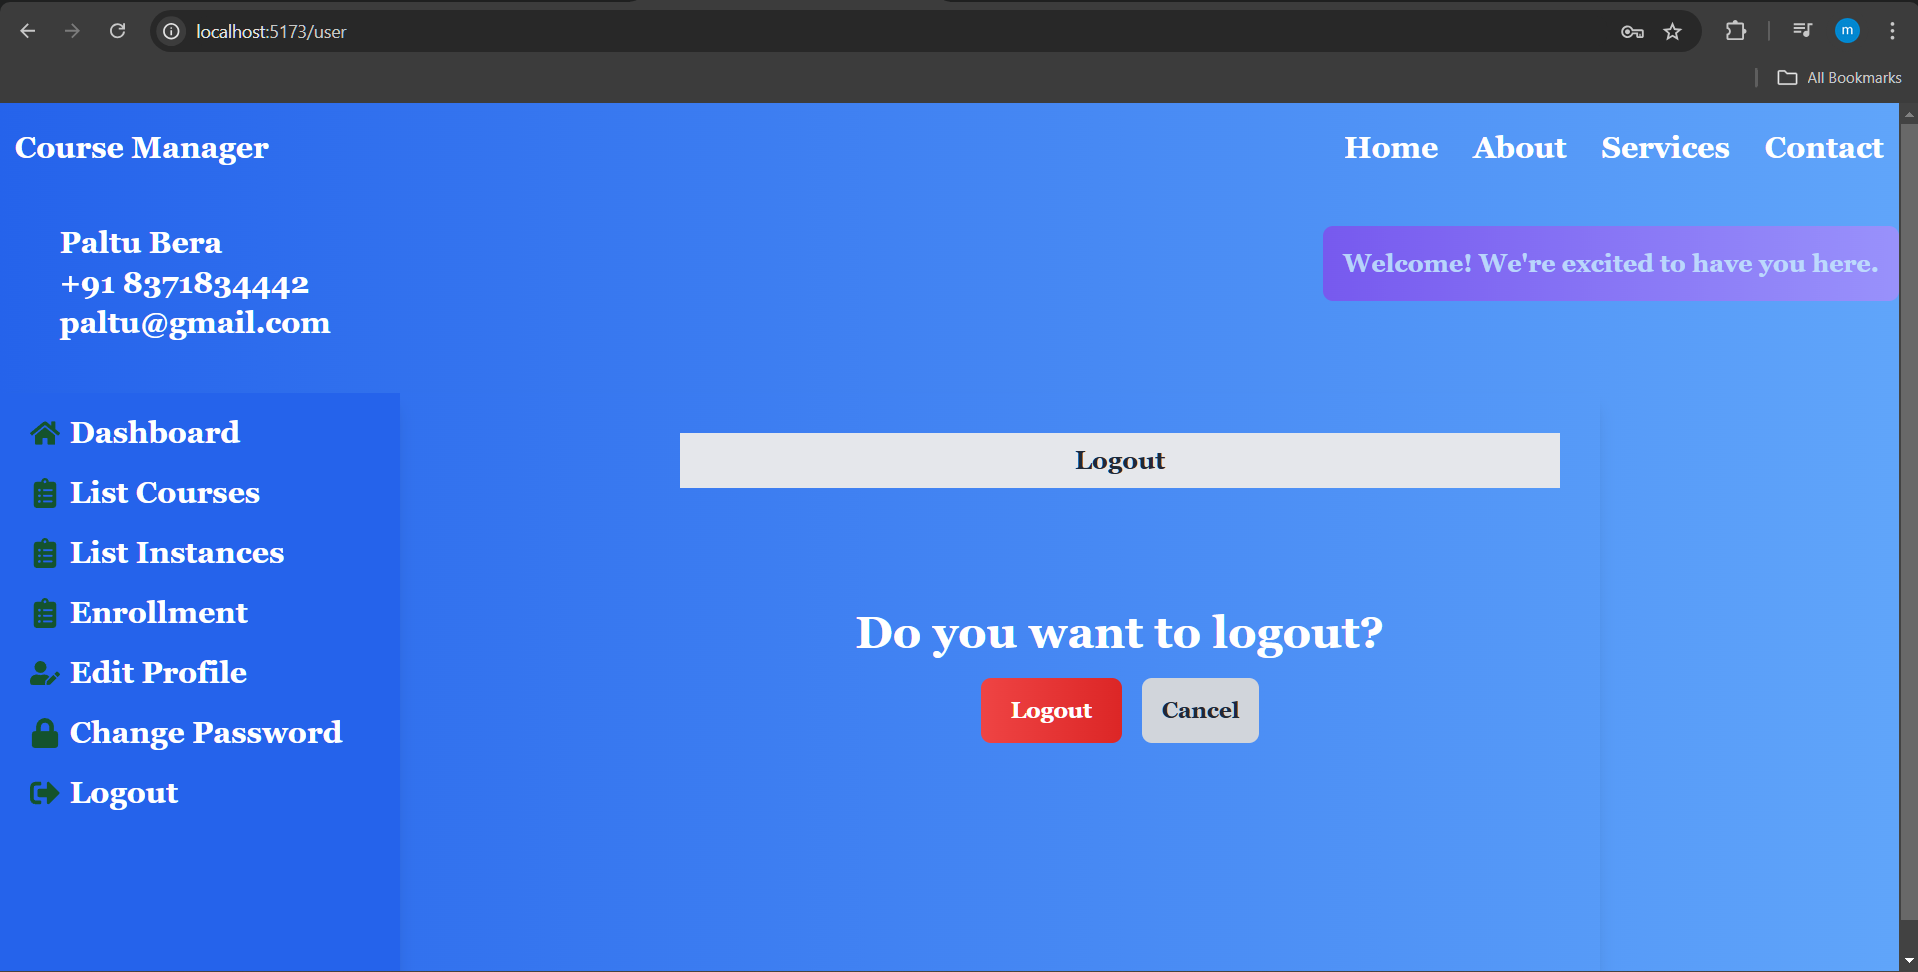 localhost:5173/user
m
All Bookmarks
Course Manager
Home About Services Contact
Paltu Bera
+91 8371834442
paltu@gmail.com
Welcome! We're excited to have you here.
Dashboard
List Courses
List Instances
Enrollment
Edit Profile
Change Password
Logout
Logout
Do you want to logout?
Logout Cancel